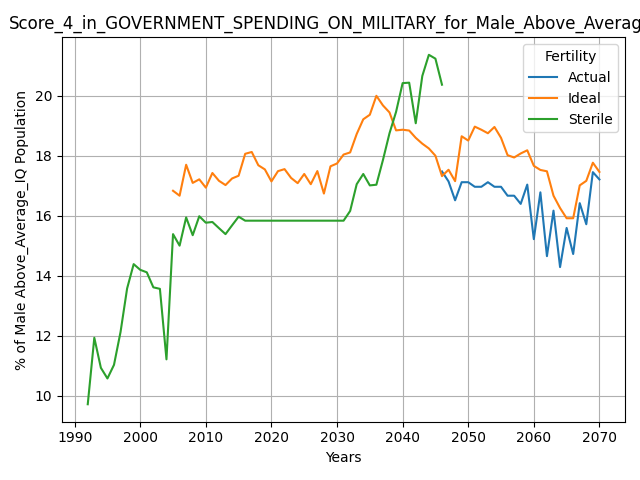 Score_4_in_GOVERNMENT_SPENDING_ON_MILITARY_for_Male_Above_Averag
% of Male Above_Average_IQ Population
20
18
16
14
12
10
Fertility
Actual
Ideal
Sterile
1990 2000 2010 2020 2030 2040 2050 2060 2070
Years